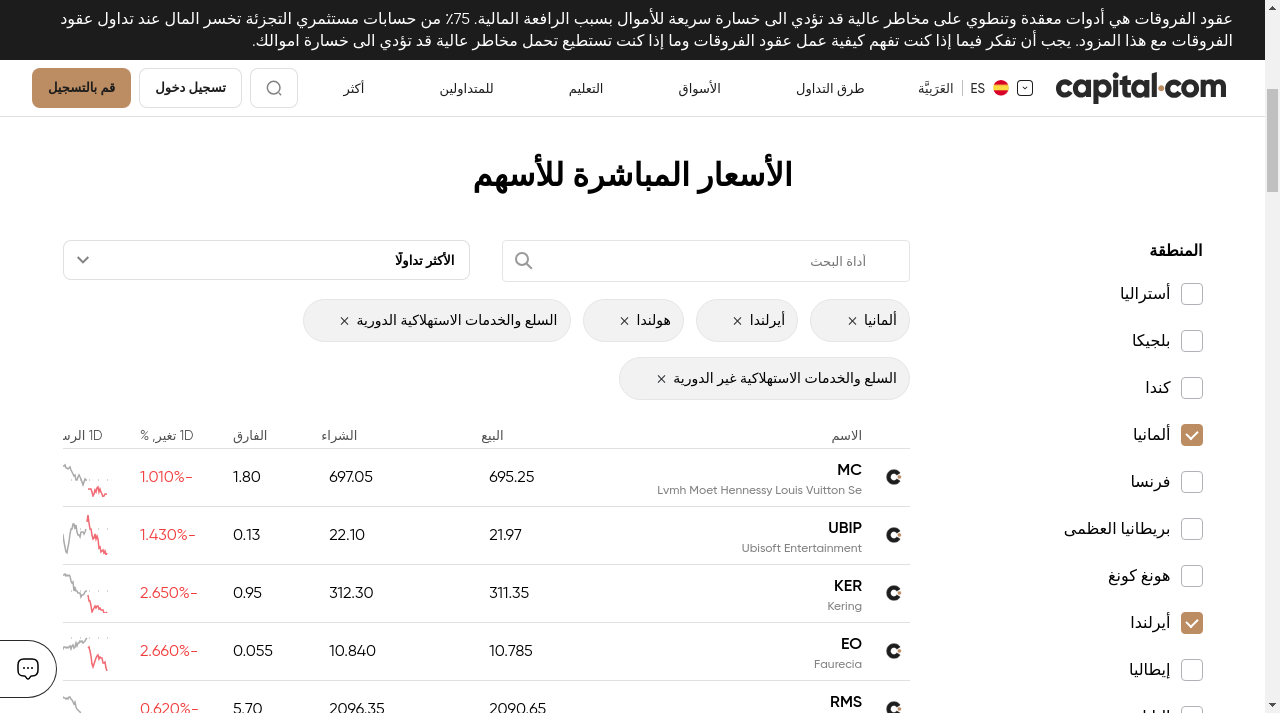 عقود الفروقات هي أدوات معقدة وتنطوي على مخاطر عالية قد تؤدي الى خسارة سريعة للأموال بسبب الرافعة المالية. 75٪ من حسابات مستثمري التجزئة تخسر المال عند تداول عقود
الفروقات مع هذا المزود. يجب أن تفكر فيما إذا كنت تفهم كيفية عمل عقود الفروقات وما إذا كنت تستطيع تحمل مخاطر عالية قد تؤدي الى خسارة اموالك.
capital.com
ES العَرَبِيَّة
طرق التداول
الأسواق
التعليم
للمتداولين
أكثر
تسجيل دخول
قم بالتسجيل
الأسعار المباشرة للأسهم
المنطقة
أستراليا
بلجيكا
كندا
ألمانيا
فرنسا
بريطانيا العظمى
هونغ كونغ
أيرلندا
إيطاليا
أداة البحث
الأكثر تداولًا
ألمانيا ×
أيرلندا ×
هولندا ×
السلع والخدمات الاستهلاكية الدورية ×
السلع والخدمات الاستهلاكية غير الدورية ×
الاسم البيع الشراء الفارق 1D تغير, % 1D الرس
MC 695.25 697.05 1.80 -1.010%
Lvmh Moet Hennessy Louis Vuitton Se
UBIP 21.97 22.10 0.13 -1.430%
Ubisoft Entertainment
KER 311.35 312.30 0.95 -2.650%
Kering
EO 10.785 10.840 0.055 -2.660%
Faurecia
RMS 2090.65 2096.35 5.70 -0.620%